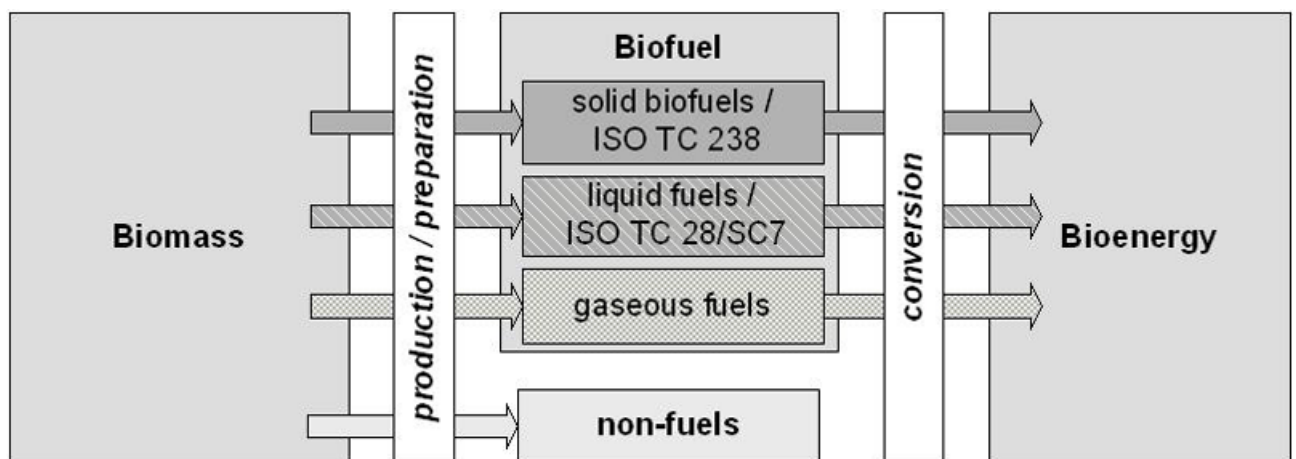 Biomass
production / preparation
Biofuel
solid biofuels /
ISO TC 238
liquid fuels /
ISO TC 28/SC7
gaseous fuels
non-fuels
conversion
Bioenergy